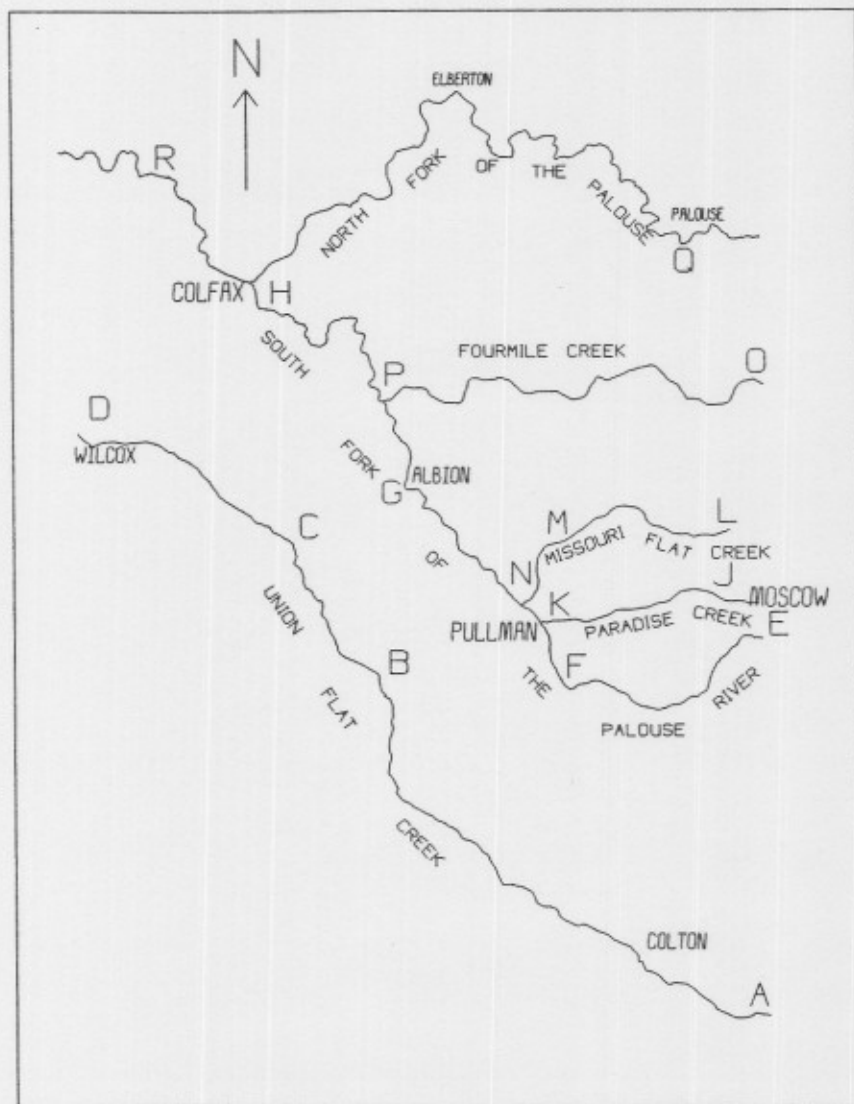 N
ELBERTON
R
NORTH FORK OF THE PALOUSE
PALOUSE
Q
COLFAX
H
SOUTH FORK OF THE PALOUSE RIVER
FOURMILE CREEK
P
O
D
WILCOX
ALBION
G
C
UNION FLAT CREEK
M
L
MISSOURI FLAT CREEK
N
J
MOSCOW
K
PARADISE CREEK
E
PULLMAN
F
B
COLTON
A